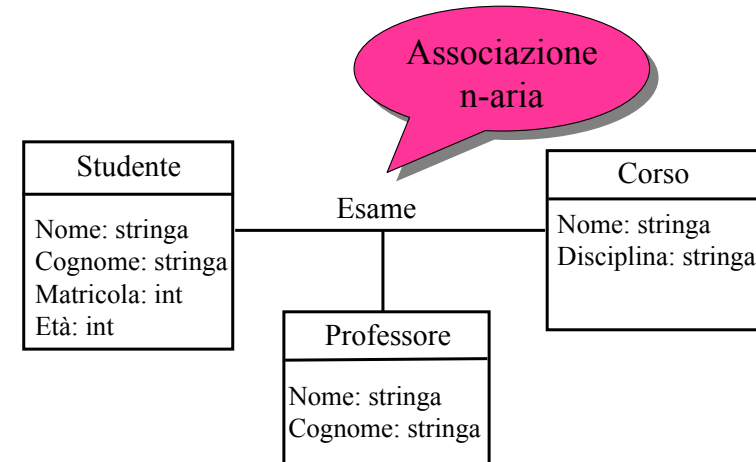 Associazione
n-aria
Studente
Nome: stringa
Cognome: stringa
Matricola: int
Età: int
Esame
Corso
Nome: stringa
Disciplina: stringa
Professore
Nome: stringa
Cognome: stringa